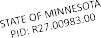 STATE OF MINNESOTA
PID: R27.00983.00